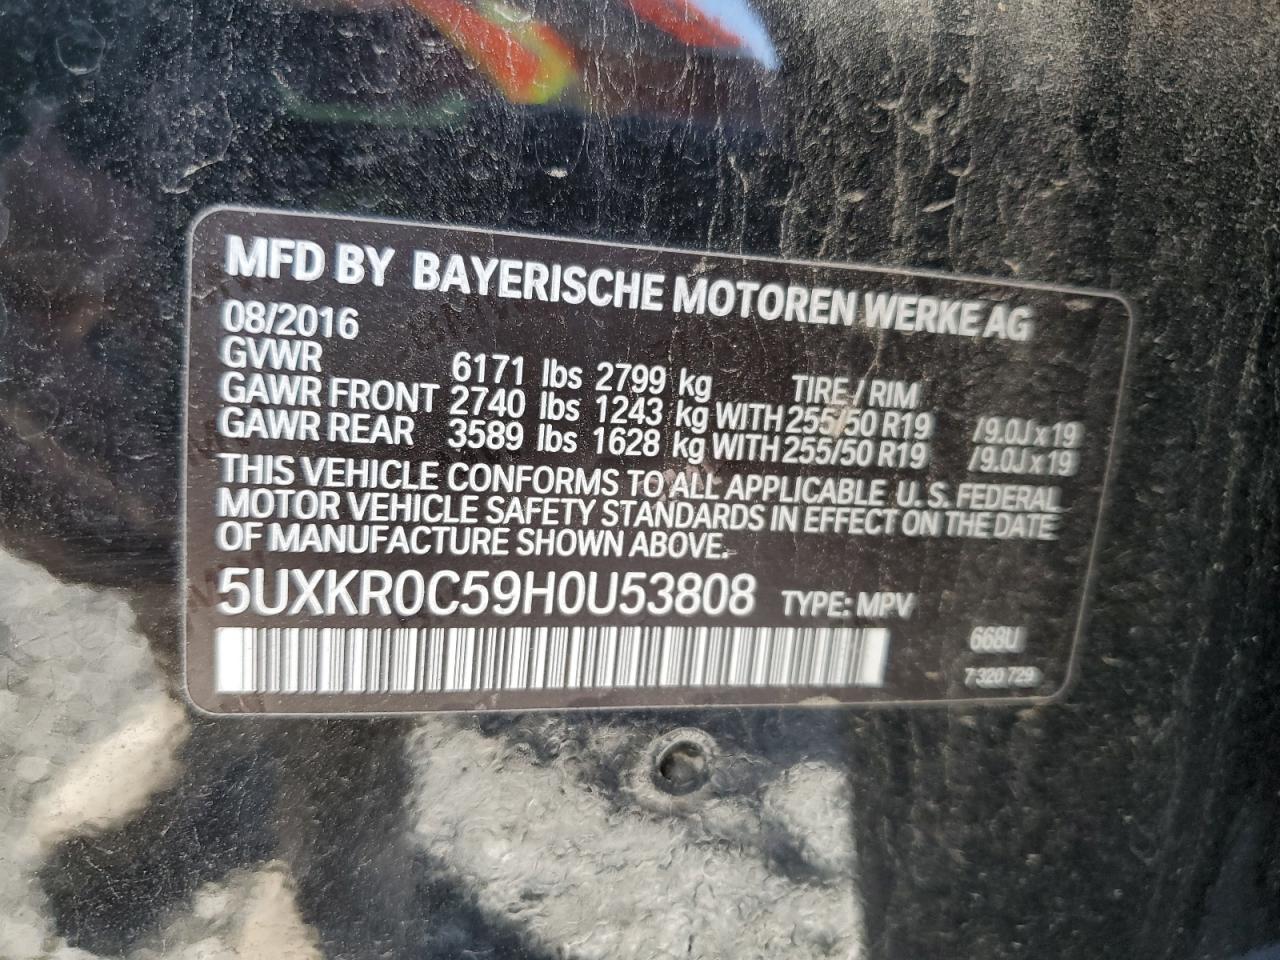 MFD BY BAYERISCHE MOTOREN WERKE AG
08/2016
GVWR 6171 lbs 2799 kg TIRE / RIM
GAWR FRONT 2740 lbs 1243 kg WITH 255/50 R19 /9.0J x 19
GAWR REAR 3589 lbs 1628 kg WITH 255/50 R19 /9.0J x 19
THIS VEHICLE CONFORMS TO ALL APPLICABLE U.S. FEDERAL
MOTOR VEHICLE SAFETY STANDARDS IN EFFECT ON THE DATE
OF MANUFACTURE SHOWN ABOVE.
5UXKR0C59H0U53808 TYPE: MPV
668U
7 320 729